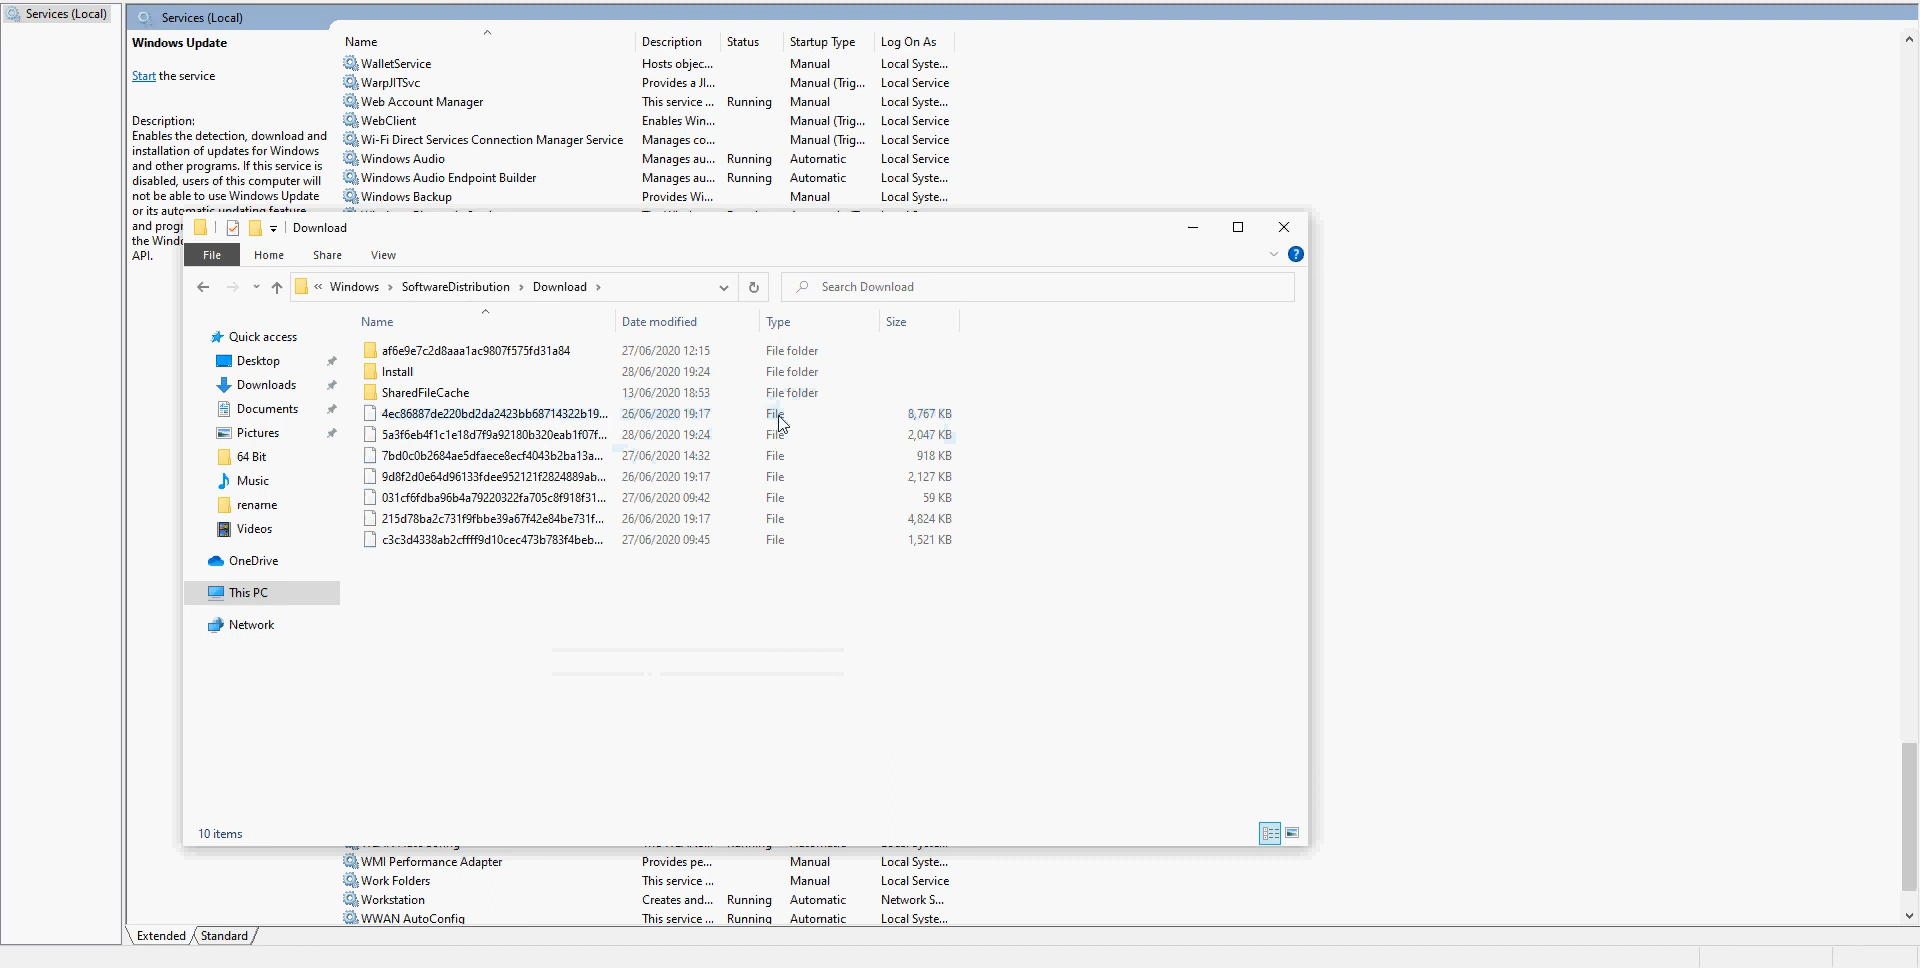 Services (Local)
Services (Local)
Windows Update
Start the service
Description:
Enables the detection, download and
installation of updates for Windows
and other programs. If this service is
disabled, users of this computer will
not be able to use Windows Update
or its automatic updating feature
and progr
the Windo
API.
Name Description Status Startup Type Log On As
WalletService Hosts objec... Manual Local Syste...
WarpJITSvc Provides a JI... Manual (Trig... Local Service
Web Account Manager This service ... Running Manual Local Syste...
WebClient Enables Win... Manual (Trig... Local Service
Wi-Fi Direct Services Connection Manager Service Manages co... Manual (Trig... Local Service
Windows Audio Manages au... Running Automatic Local Service
Windows Audio Endpoint Builder Manages au... Running Automatic Local Syste...
Windows Backup Provides Wi... Manual Local Syste...
Download
File Home Share View
« Windows › SoftwareDistribution › Download ›
Search Download
Quick access
Desktop
Downloads
Documents
Pictures
64 Bit
Music
rename
Videos
OneDrive
This PC
Network
Name Date modified Type Size
af6e9e7c2d8aaa1ac9807f575fd31a84 27/06/2020 12:15 File folder
Install 28/06/2020 19:24 File folder
SharedFileCache 13/06/2020 18:53 File folder
4ec86887de220bd2da2423bb68714322b19... 26/06/2020 19:17 File 8,767 KB
5a3f6eb4f1c1e18d7f9a92180b320eab1f07f... 28/06/2020 19:24 File 2,047 KB
7bd0c0b2684ae5dfaece8ecf4043b2ba13a... 27/06/2020 14:32 File 918 KB
9d8f2d0e64d96133fdee952121f2824889ab... 26/06/2020 19:17 File 2,127 KB
031cf6fdba96b4a79220322fa705c8f918f31... 27/06/2020 09:42 File 59 KB
215d78ba2c731f9fbbe39a67f42e84be731f... 26/06/2020 19:17 File 4,824 KB
c3c3d4338ab2cffff9d10cec473b783f4beb... 27/06/2020 09:45 File 1,521 KB
10 items
WMI Performance Adapter Provides pe... Manual Local Syste...
Work Folders This service ... Manual Local Service
Workstation Creates and... Running Automatic Network S...
WWAN AutoConfig This service ... Running Automatic Local Syste...
Extended Standard